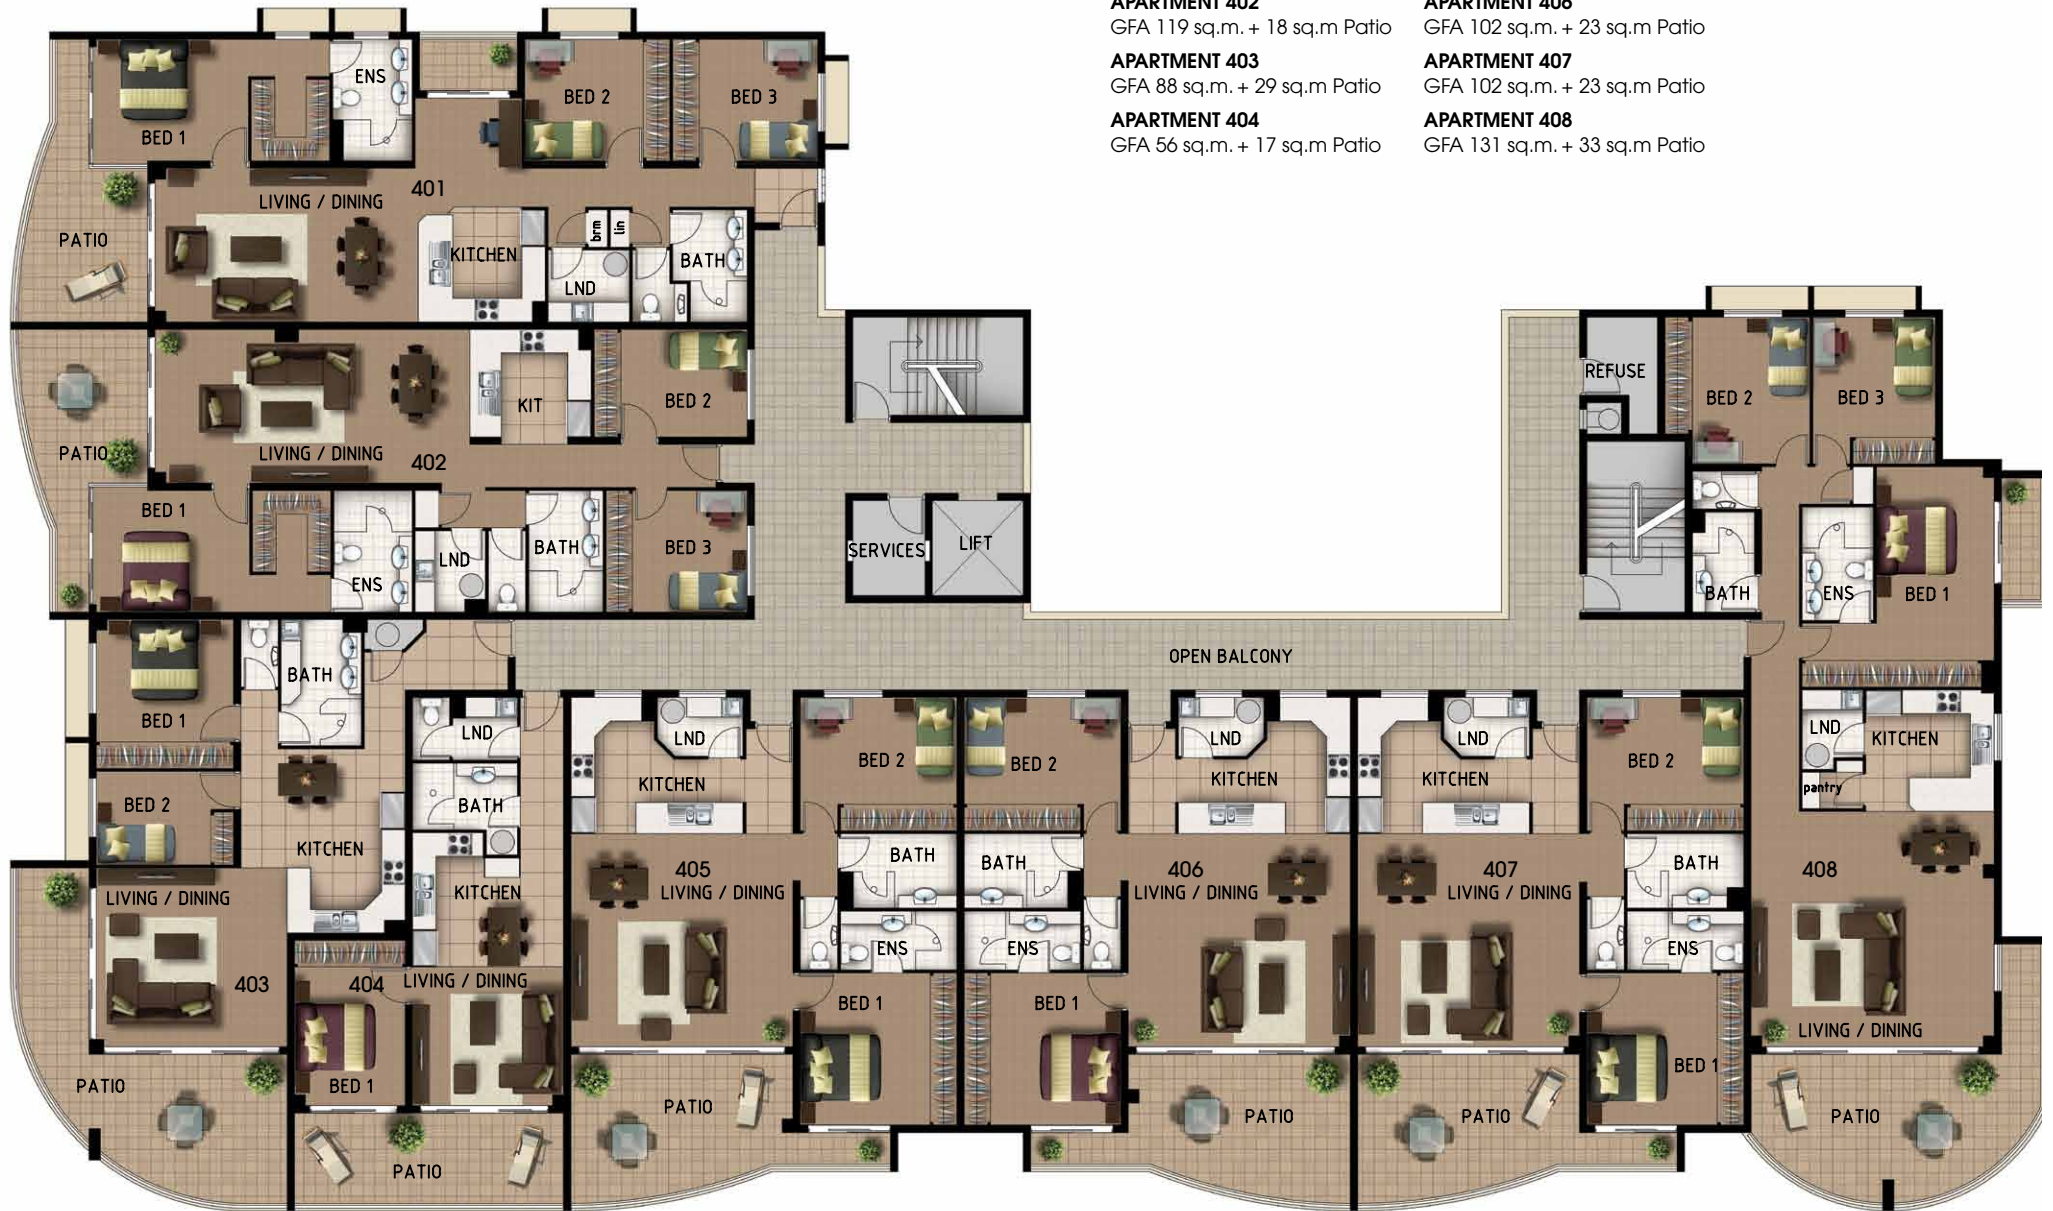 APARTMENT 402
GFA 119 sq.m. + 18 sq.m Patio
APARTMENT 403
GFA 88 sq.m. + 29 sq.m Patio
APARTMENT 404
GFA 56 sq.m. + 17 sq.m Patio
APARTMENT 406
GFA 102 sq.m. + 23 sq.m Patio
APARTMENT 407
GFA 102 sq.m. + 23 sq.m Patio
APARTMENT 408
GFA 131 sq.m. + 33 sq.m Patio
BED 1
ENS
BED 2
BED 3
401
LIVING / DINING
PATIO
KITCHEN
brm
lin
LND
BATH
PATIO
LIVING / DINING
402
KIT
BED 2
BED 1
ENS
LND
BATH
BED 3
SERVICES
LIFT
REFUSE
OPEN BALCONY
BED 1
BATH
BED 2
KITCHEN
LIVING / DINING
403
PATIO
LND
BATH
KITCHEN
404
LIVING / DINING
BED 1
PATIO
LND
KITCHEN
BED 2
405
LIVING / DINING
BATH
ENS
BED 1
PATIO
BED 2
LND
KITCHEN
BATH
406
LIVING / DINING
ENS
BED 1
PATIO
LND
KITCHEN
BED 2
407
LIVING / DINING
BATH
ENS
BED 1
PATIO
BED 2
BED 3
BATH
ENS
BED 1
LND
KITCHEN
pantry
408
LIVING / DINING
PATIO